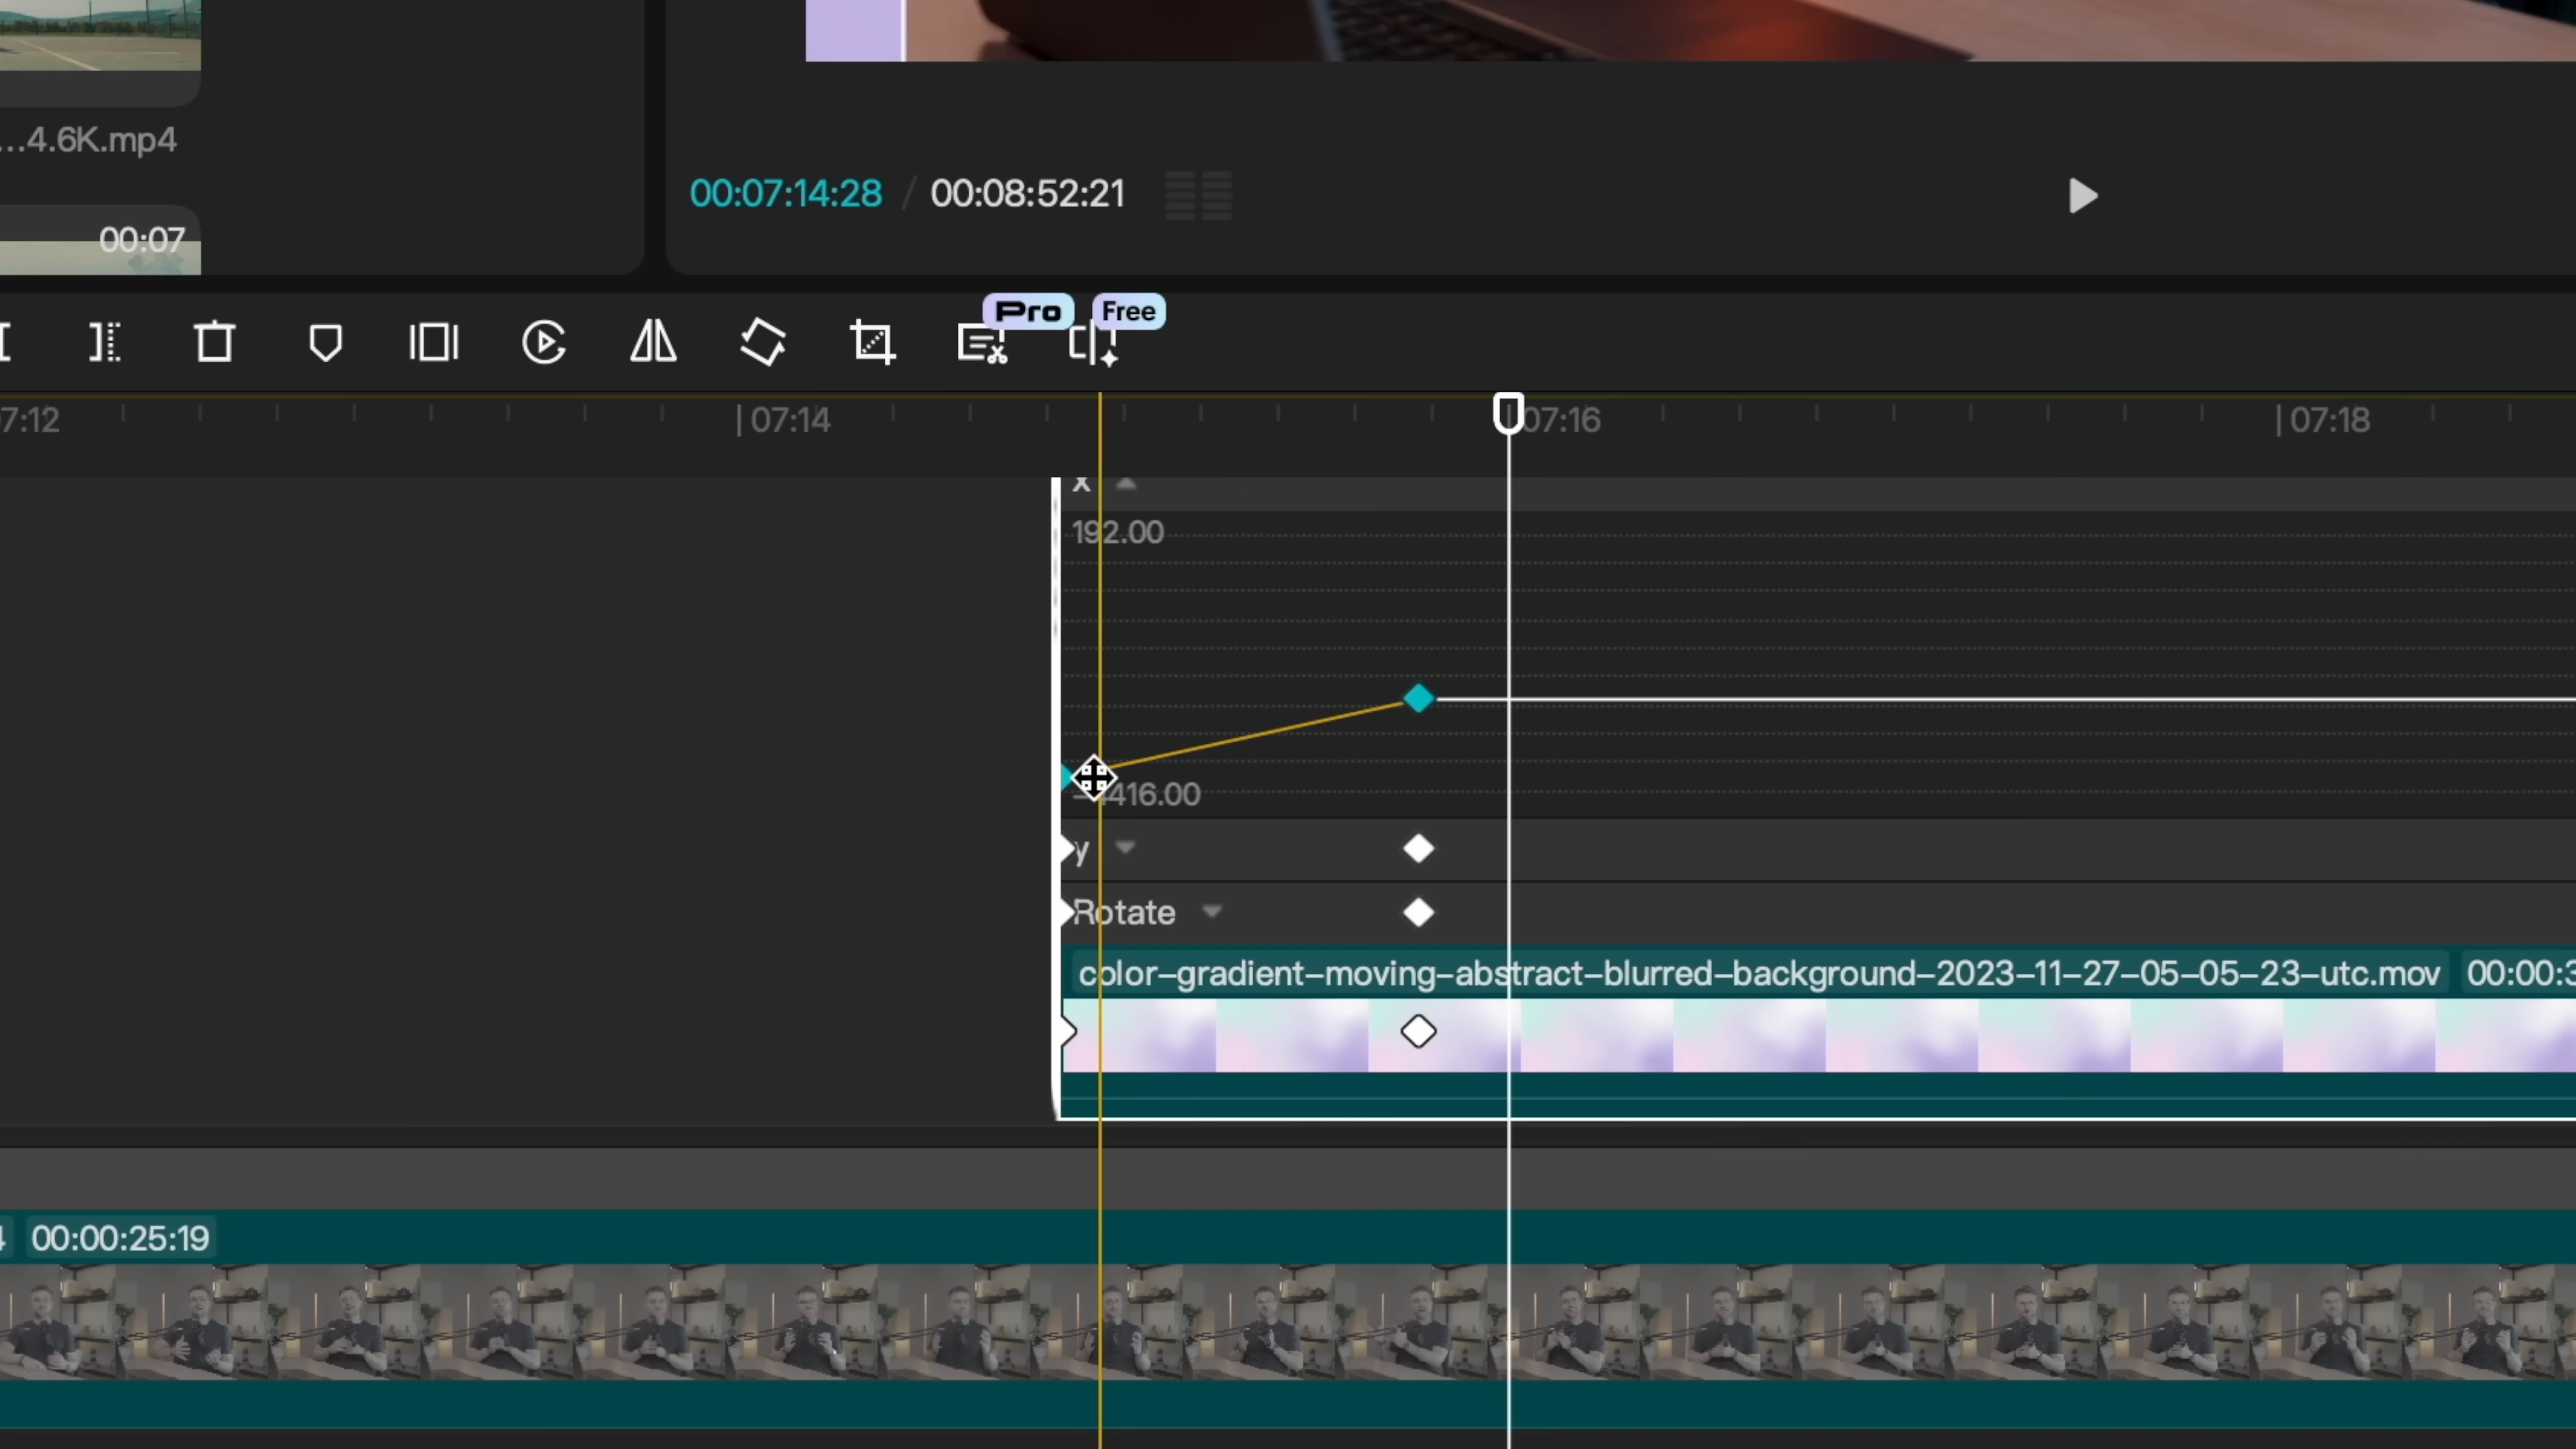 ...4.6K.mp4
00:07:14:28 / 00:08:52:21
00:07
Pro Free
7:12 07:14 07:16 07:18
x
192.00
416.00
y
Rotate
color-gradient-moving-abstract-blurred-background-2023-11-27-05-05-23-utc.mov 00:00:3
4 00:00:25:19